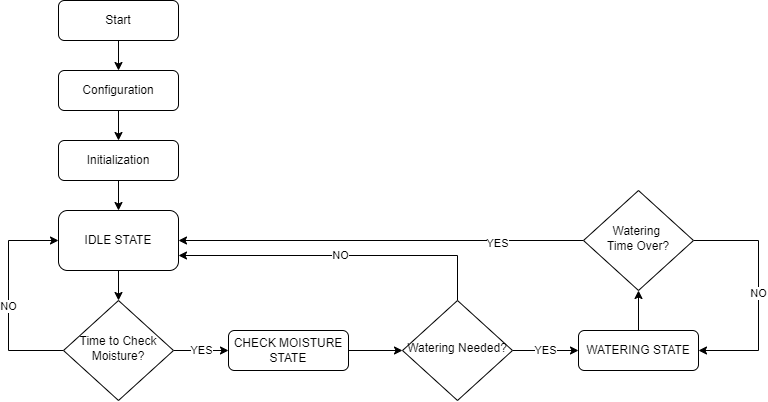 Start
Configuration
Initialization
IDLE STATE
YES
Watering
Time Over?
NO
NO
NO
Time to Check
Moisture?
YES
CHECK MOISTURE
STATE
Watering Needed?
YES
WATERING STATE